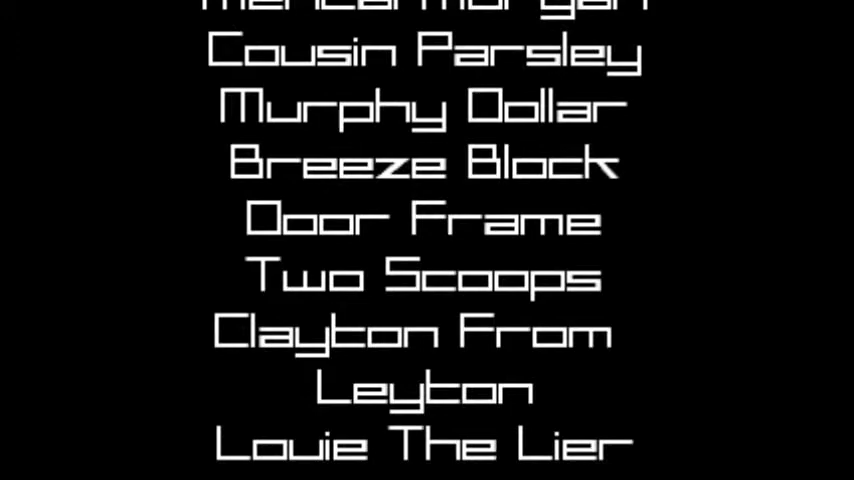 Cousin Parsley
Murphy Dollar
Breeze Block
Door Frame
Two Scoops
Clayton From
Leyton
Louie The Lier